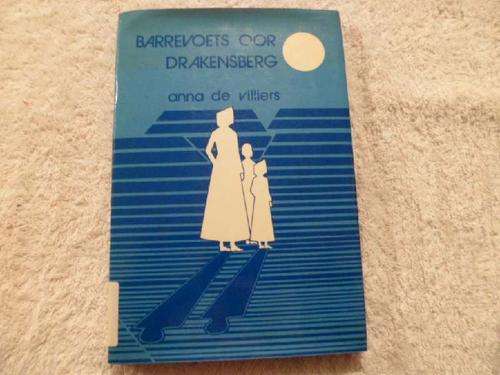 BARREVOETS OOR
DRAKENSBERG
anna de villiers